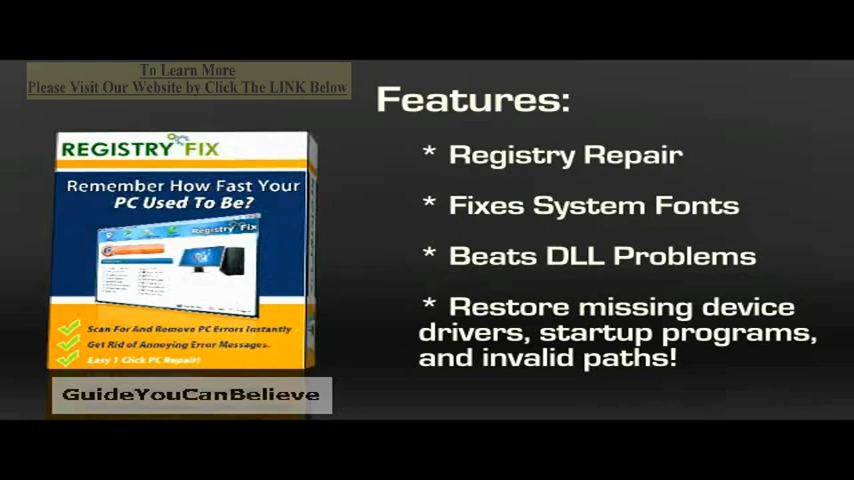 To Learn More
Please Visit Our Website by Click The LINK Below
Features:
REGISTRY FIX
Remember How Fast Your
PC Used To Be?
Registry Fix
Scan For And Remove PC Errors Instantly
Get Rid of Annoying Error Messages.
Easy 1 Click PC Repair!
* Registry Repair
* Fixes System Fonts
* Beats DLL Problems
* Restore missing device
drivers, startup programs,
and invalid paths!
GuideYouCanBelieve